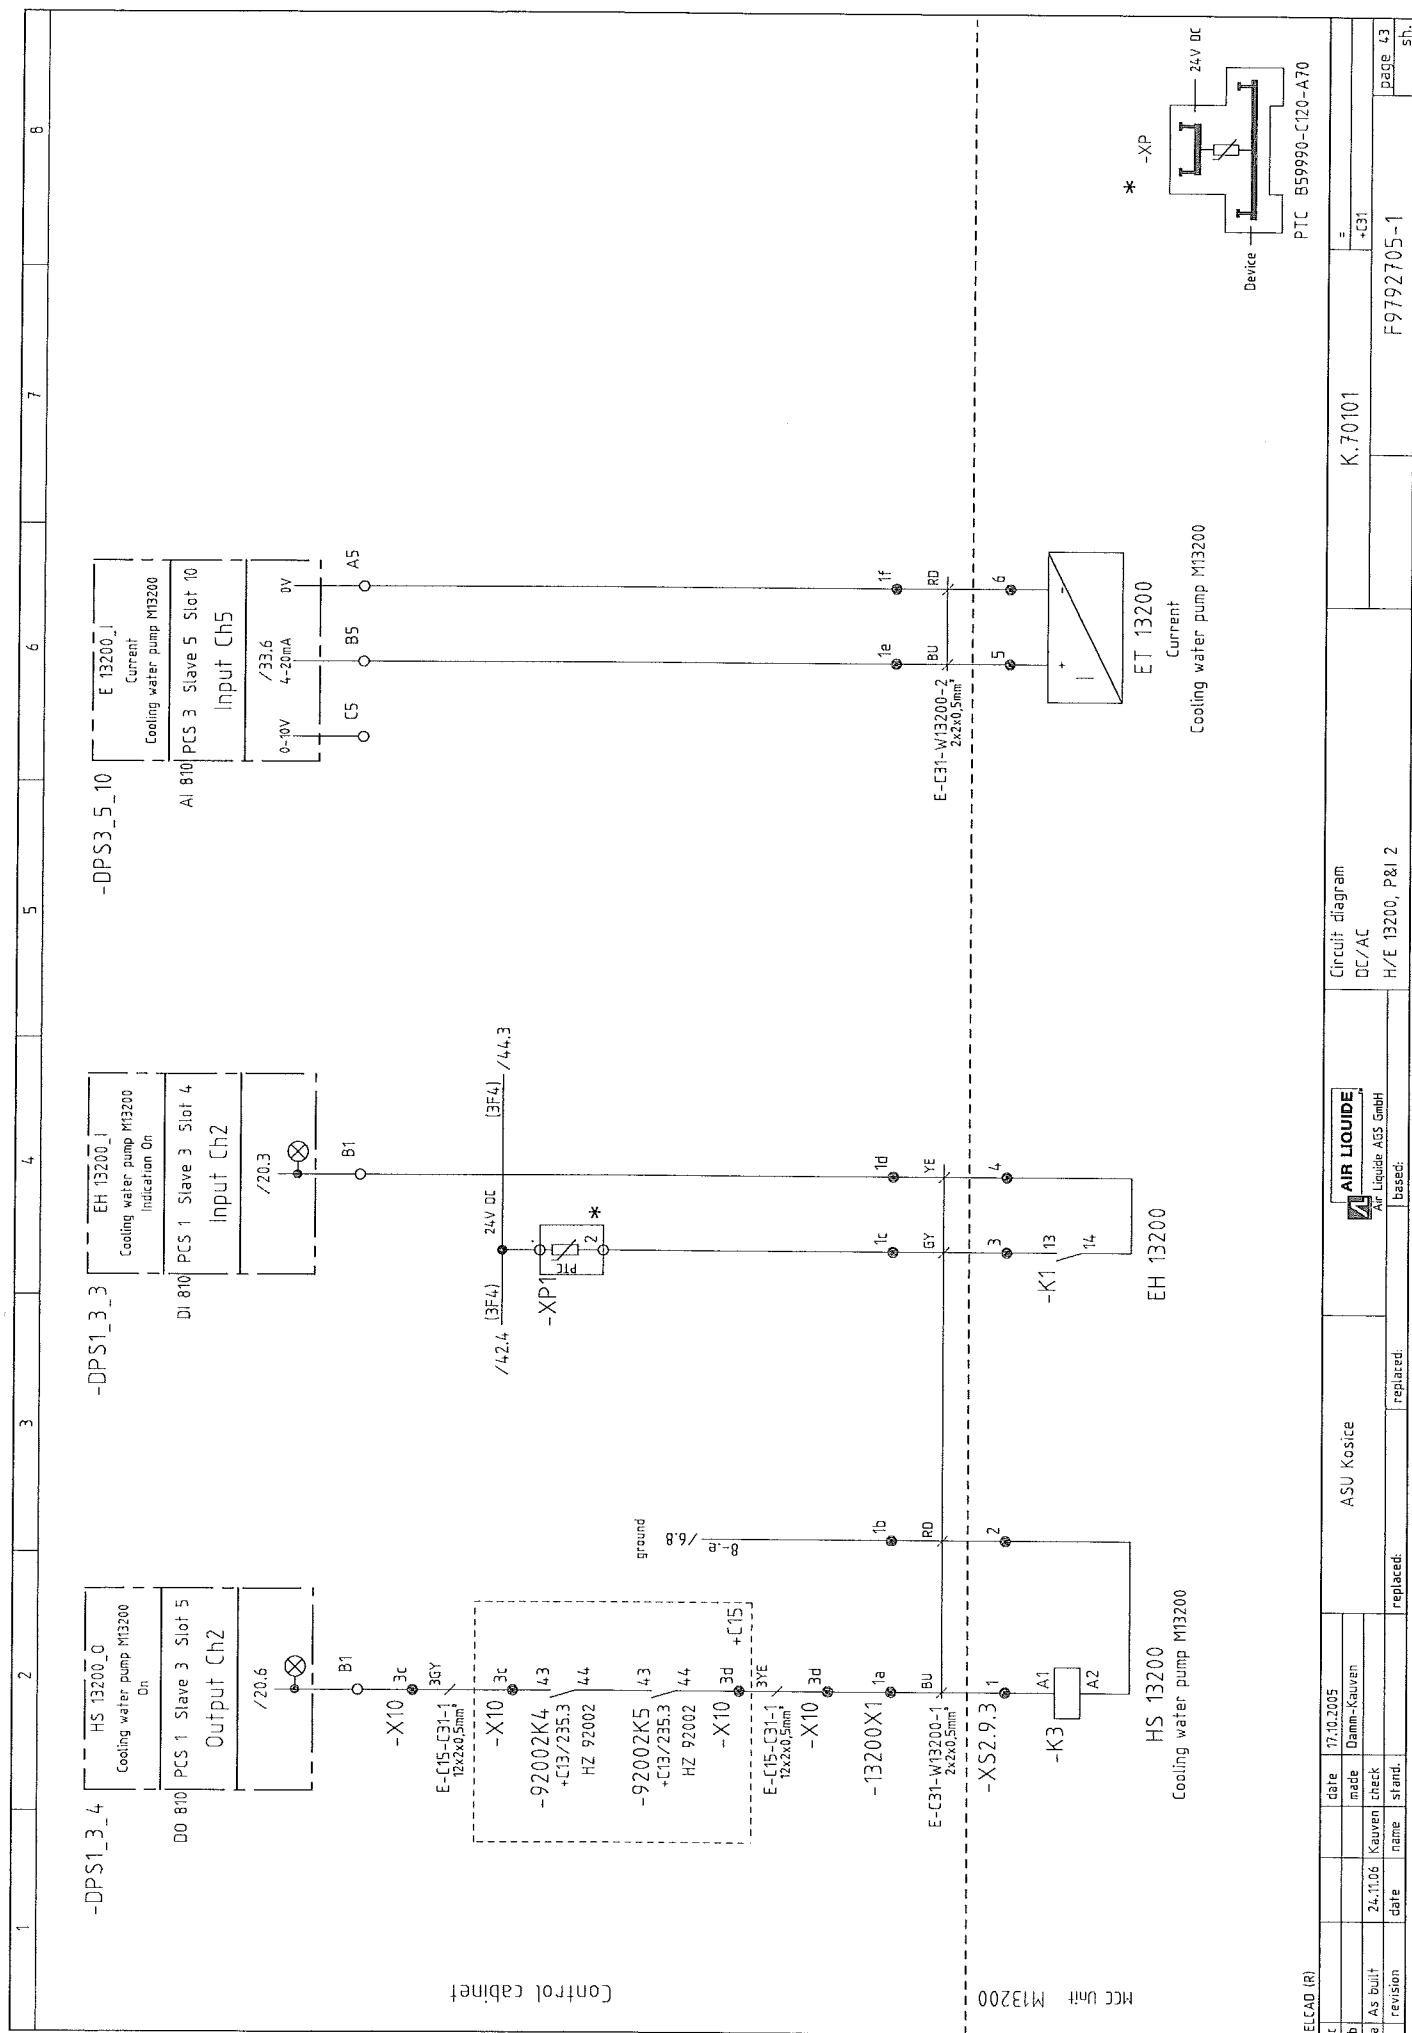 1
2
3
4
5
6
7
8
-DPS1_3_4
HS 13200_O
Cooling water pump M13200
On
DO 810
PCS 1 Slave 3 Slot 5
Output Ch2
/20.6
B1
-X10
3c
3GY
E-C15-C31-1
12x2x0,5mm²
-X10
3c
-92002K4
+C13/235.3
HZ 92002
43
44
-92002K5
+C13/235.3
HZ 92002
43
44
-X10
3d
+C15
3YE
E-C15-C31-1
12x2x0,5mm²
-X10
3d
-13200X1
1a
BU
E-C31-W13200-1
2x2x0,5mm²
-XS2.9.3
1
-K3
A1
A2
HS 13200
Cooling water pump M13200
ground
/6.8
8-.e
1b
RD
2
-DPS1_3_3
EH 13200_I
Cooling water pump M13200
Indication On
DI 810
PCS 1 Slave 3 Slot 4
Input Ch2
/20.3
B1
/42.4
(3F4)
24V DC
(3F4)
/44.3
-XP1
PTC
2
*
1c
1d
GY
YE
3
4
-K1
13
14
EH 13200
-DPS3_5_10
E 13200_I
Current
Cooling water pump M13200
AI 810
PCS 3 Slave 5 Slot 10
Input Ch5
/33.6
0-10V
4-20mA
0V
C5
B5
A5
1e
1f
BU
RD
E-C31-W13200-2
2x2x0,5mm²
5
6
+
-
I
ET 13200
Current
Cooling water pump M13200
* -XP
24V DC
Device
PTC B59990-C120-A70
Control cabinet
MCC Unit M13200
ELCAD (R)
c
b
a
As built
24.11.06
Kauven
revision
date
name
date
17.10.2005
made
Damm-Kauven
check
stand.
replaced:
ASU Kosice
replaced:
AIR LIQUIDE
Air Liquide AGS GmbH
based:
Circuit diagram
DC/AC
H/E 13200, P&I 2
K.70101
=
+C31
F9792705-1
page 43
sh.